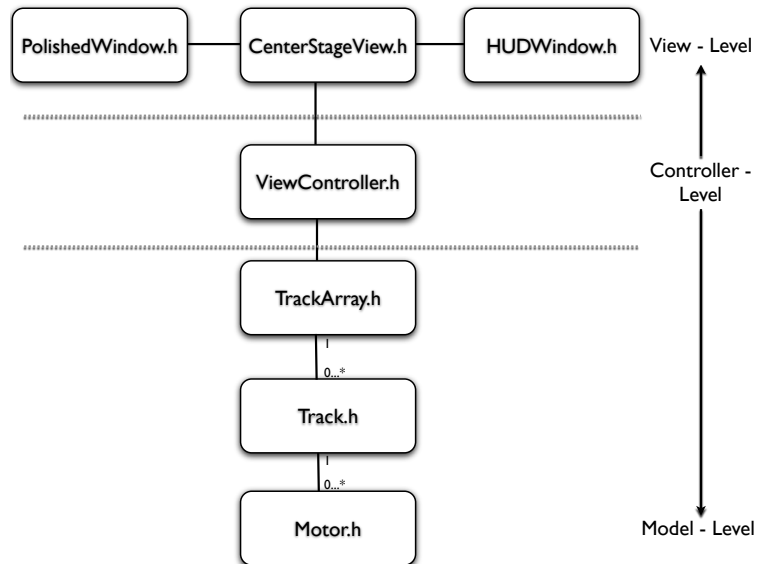 PolishedWindow.h
CenterStageView.h
HUDWindow.h
View - Level
ViewController.h
Controller -
Level
TrackArray.h
1
0...*
Track.h
1
0...*
Motor.h
Model - Level